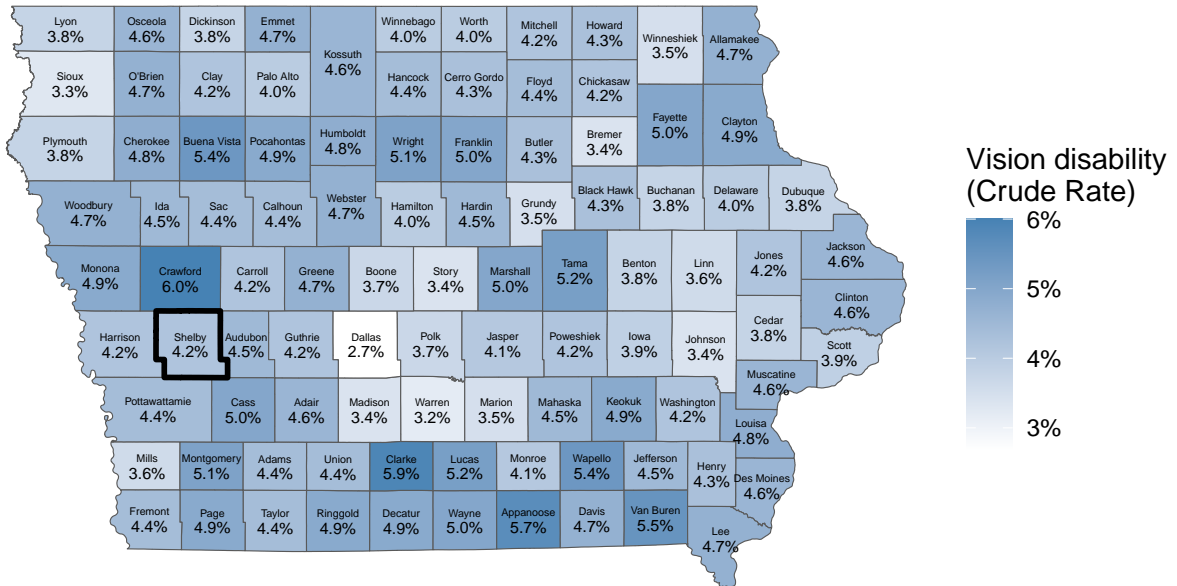 Lyon
3.8%
Osceola
4.6%
Dickinson
3.8%
Emmet
4.7%
Winnebago
4.0%
Worth
4.0%
Mitchell
4.2%
Howard
4.3%
Winneshiek
3.5%
Allamakee
4.7%
Kossuth
4.6%
Sioux
3.3%
O'Brien
4.7%
Clay
4.2%
Palo Alto
4.0%
Hancock
4.4%
Cerro Gordo
4.3%
Floyd
4.4%
Chickasaw
4.2%
Fayette
5.0%
Clayton
4.9%
Plymouth
3.8%
Cherokee
4.8%
Buena Vista
5.4%
Pocahontas
4.9%
Humboldt
4.8%
Wright
5.1%
Franklin
5.0%
Butler
4.3%
Bremer
3.4%
Vision disability
(Crude Rate)
6%
5%
4%
3%
Woodbury
4.7%
Ida
4.5%
Sac
4.4%
Calhoun
4.4%
Webster
4.7%
Hamilton
4.0%
Hardin
4.5%
Grundy
3.5%
Black Hawk
4.3%
Buchanan
3.8%
Delaware
4.0%
Dubuque
3.8%
Monona
4.9%
Crawford
6.0%
Carroll
4.2%
Greene
4.7%
Boone
3.7%
Story
3.4%
Marshall
5.0%
Tama
5.2%
Benton
3.8%
Linn
3.6%
Jones
4.2%
Jackson
4.6%
Clinton
4.6%
Harrison
4.2%
Shelby
4.2%
Audubon
4.5%
Guthrie
4.2%
Dallas
2.7%
Polk
3.7%
Jasper
4.1%
Poweshiek
4.2%
Iowa
3.9%
Johnson
3.4%
Cedar
3.8%
Scott
3.9%
Muscatine
4.6%
Pottawattamie
4.4%
Cass
5.0%
Adair
4.6%
Madison
3.4%
Warren
3.2%
Marion
3.5%
Mahaska
4.5%
Keokuk
4.9%
Washington
4.2%
Louisa
4.8%
Mills
3.6%
Montgomery
5.1%
Adams
4.4%
Union
4.4%
Clarke
5.9%
Lucas
5.2%
Monroe
4.1%
Wapello
5.4%
Jefferson
4.5%
Henry
4.3%
Des Moines
4.6%
Fremont
4.4%
Page
4.9%
Taylor
4.4%
Ringgold
4.9%
Decatur
4.9%
Wayne
5.0%
Appanoose
5.7%
Davis
4.7%
Van Buren
5.5%
Lee
4.7%